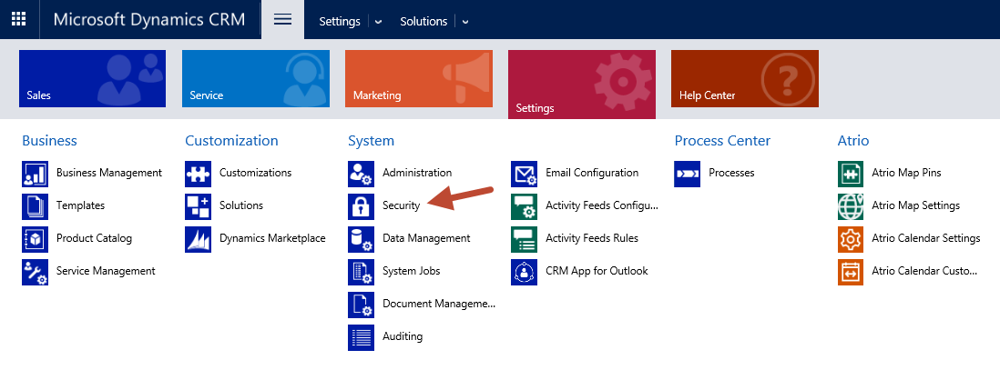 Microsoft Dynamics CRM
Settings
Solutions
Sales
Service
Marketing
Settings
Help Center
Business
Business Management
Templates
Product Catalog
Service Management
Customization
Customizations
Solutions
Dynamics Marketplace
System
Administration
Security
Data Management
System Jobs
Document Manageme...
Auditing
Email Configuration
Activity Feeds Configu...
Activity Feeds Rules
CRM App for Outlook
Process Center
Processes
Atrio
Atrio Map Pins
Atrio Map Settings
Atrio Calendar Settings
Atrio Calendar Custo...